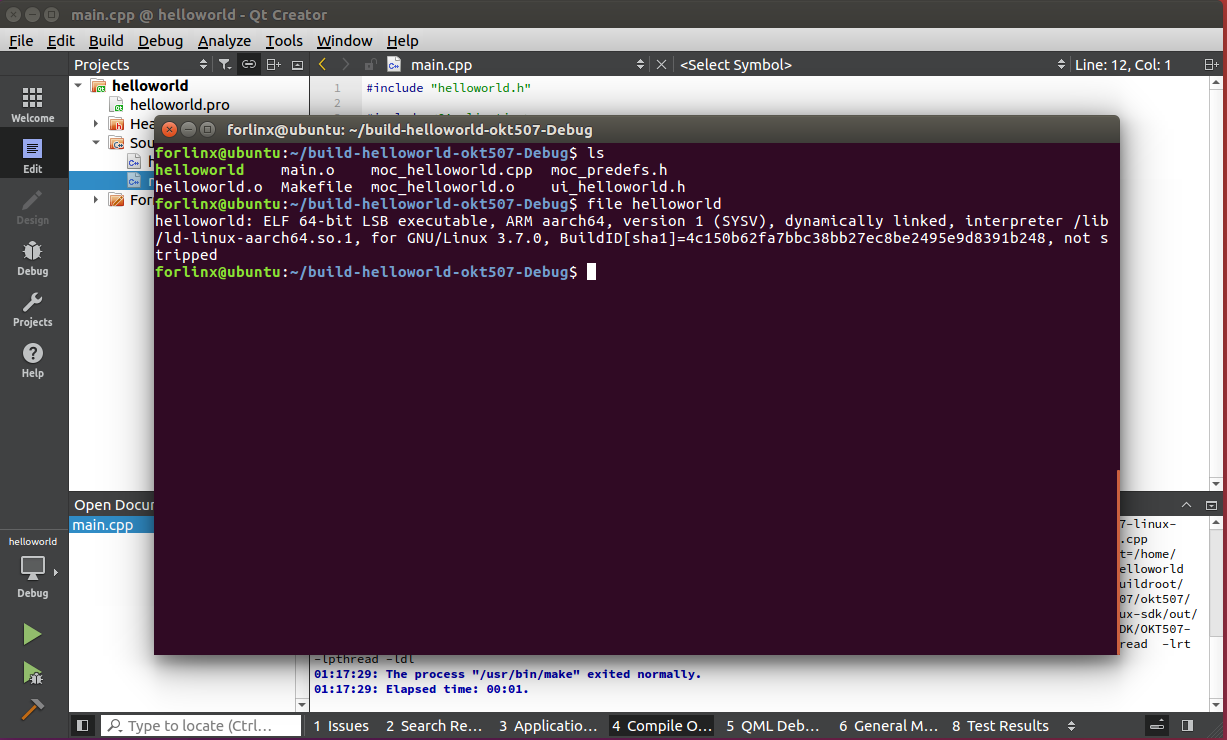 main.cpp @ helloworld - Qt Creator
File Edit Build Debug Analyze Tools Window Help
Projects
main.cpp
<Select Symbol>
Line: 12, Col: 1
Welcome
Edit
Design
Debug
Projects
Help
helloworld
helloworld.pro
Hea
Sou
h
m
For
1 #include "helloworld.h"
2
forlinx@ubuntu: ~/build-helloworld-okt507-Debug
forlinx@ubuntu:~/build-helloworld-okt507-Debug$ ls
helloworld main.o moc_helloworld.cpp moc_predefs.h
helloworld.o Makefile moc_helloworld.o ui_helloworld.h
forlinx@ubuntu:~/build-helloworld-okt507-Debug$ file helloworld
helloworld: ELF 64-bit LSB executable, ARM aarch64, version 1 (SYSV), dynamically linked, interpreter /lib
/ld-linux-aarch64.so.1, for GNU/Linux 3.7.0, BuildID[sha1]=4c150b62fa7bbc38bb27ec8be2495e9d8391b248, not s
tripped
forlinx@ubuntu:~/build-helloworld-okt507-Debug$
Open Docum
main.cpp
helloworld
Debug
7-linux-
.cpp
t=/home/
elloworld
uildroot/
07/okt507/
ux-sdk/out/
DK/OKT507-
read -lrt
-lpthread -ldl
01:17:29: The process "/usr/bin/make" exited normally.
01:17:29: Elapsed time: 00:01.
Type to locate (Ctrl...
1 Issues
2 Search Re...
3 Applicatio...
4 Compile O...
5 QML Deb...
6 General M...
8 Test Results